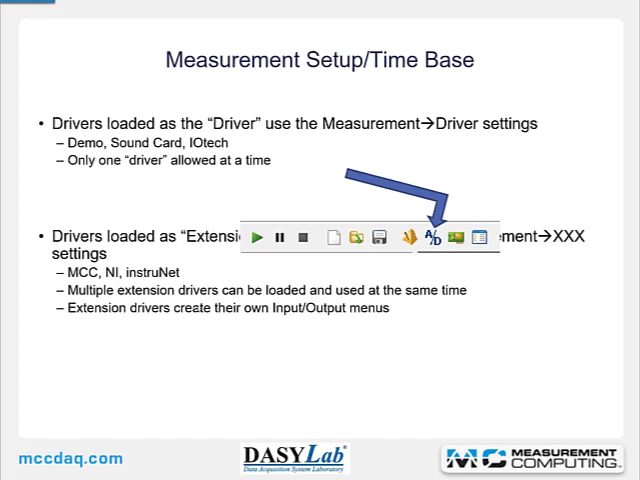 Measurement Setup/Time Base
• Drivers loaded as the “Driver” use the Measurement→Driver settings
– Demo, Sound Card, IOtech
– Only one “driver” allowed at a time
• Drivers loaded as “Extensi
A/D
ement→XXX
settings
– MCC, NI, instruNet
– Multiple extension drivers can be loaded and used at the same time
– Extension drivers create their own Input/Output menus
mccdaq.com
DASYLab®
Data Acquisition System Laboratory
MC MEASUREMENT
COMPUTING™